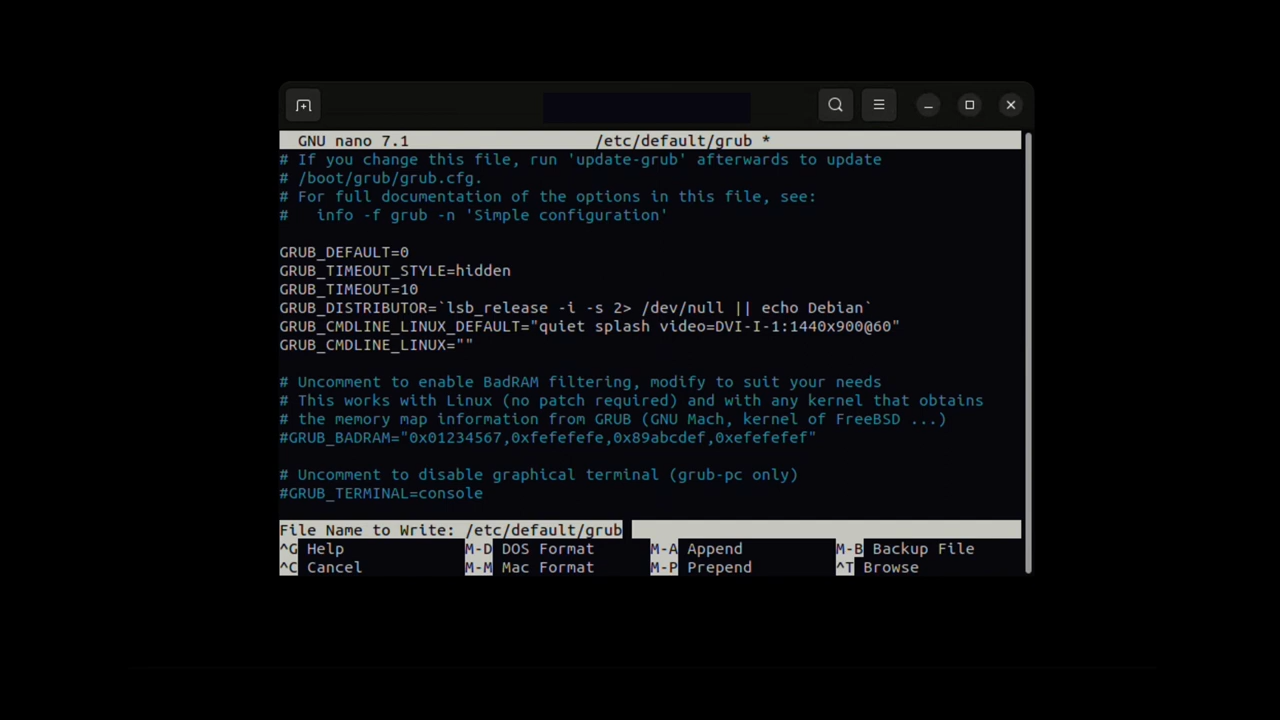 GNU nano 7.1 /etc/default/grub *
# If you change this file, run 'update-grub' afterwards to update
# /boot/grub/grub.cfg.
# For full documentation of the options in this file, see:
#   info -f grub -n 'Simple configuration'
GRUB_DEFAULT=0
GRUB_TIMEOUT_STYLE=hidden
GRUB_TIMEOUT=10
GRUB_DISTRIBUTOR=`lsb_release -i -s 2> /dev/null || echo Debian`
GRUB_CMDLINE_LINUX_DEFAULT="quiet splash video=DVI-I-1:1440x900@60"
GRUB_CMDLINE_LINUX=""
# Uncomment to enable BadRAM filtering, modify to suit your needs
# This works with Linux (no patch required) and with any kernel that obtains
# the memory map information from GRUB (GNU Mach, kernel of FreeBSD ...)
#GRUB_BADRAM="0x01234567,0xfefefefe,0x89abcdef,0xefefefef"
# Uncomment to disable graphical terminal (grub-pc only)
#GRUB_TERMINAL=console
File Name to Write: /etc/default/grub
^G Help M-D DOS Format M-A Append M-B Backup File
^C Cancel M-M Mac Format M-P Prepend ^T Browse